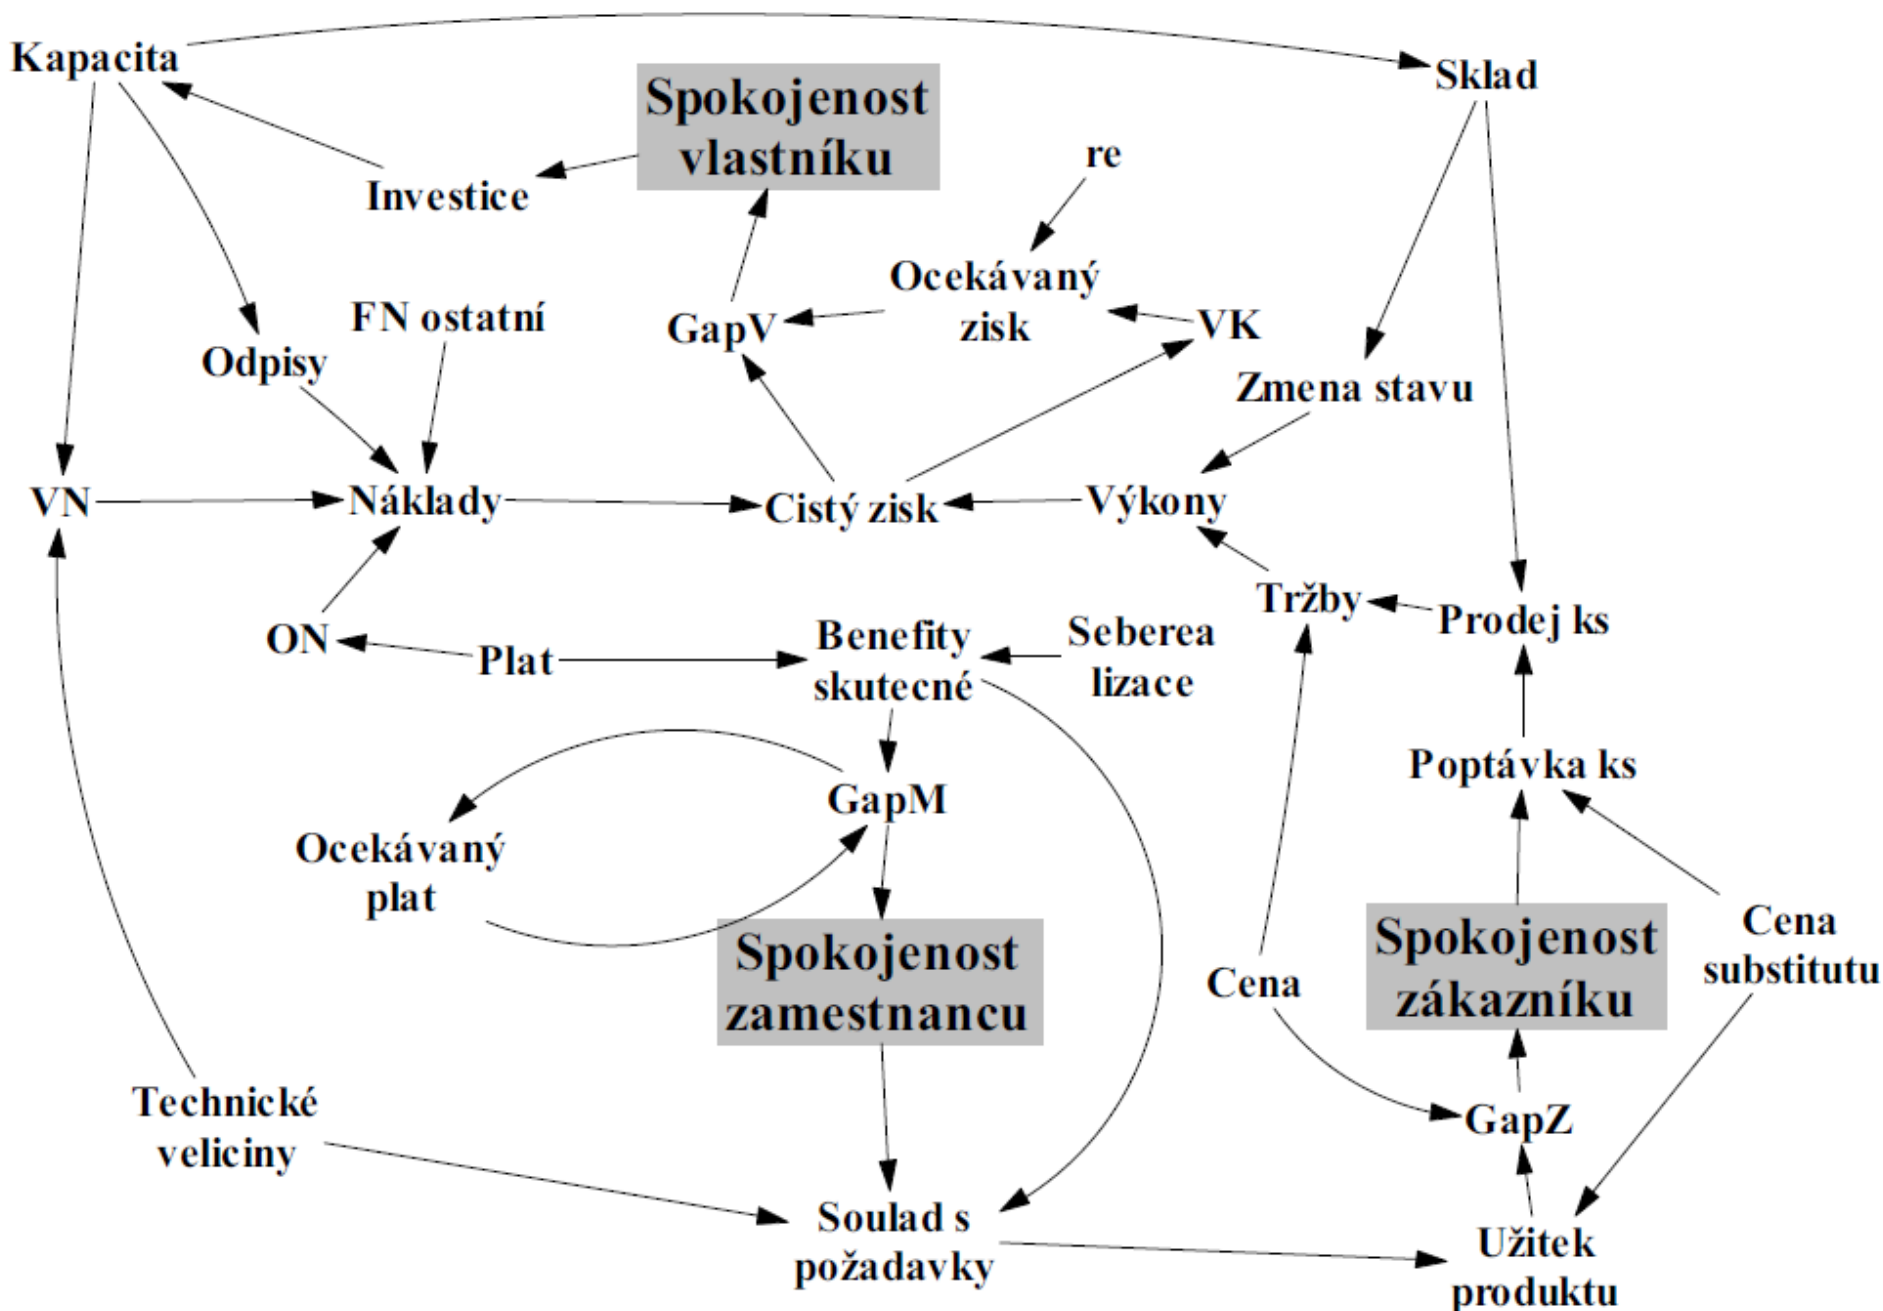 Kapacita
Sklad
Spokojenost
vlastníku
re
Investice
Ocekávaný
zisk
FN ostatní
GapV
VK
Odpisy
Zmena stavu
VN
Náklady
Cistý zisk
Výkony
Tržby
Prodej ks
ON
Plat
Benefity
skutecné
Seberea
lizace
Poptávka ks
GapM
Ocekávaný
plat
Spokojenost
zamestnancu
Cena
Spokojenost
zákazníku
Cena
substitutu
Technické
veliciny
GapZ
Soulad s
požadavky
Užitek
produktu